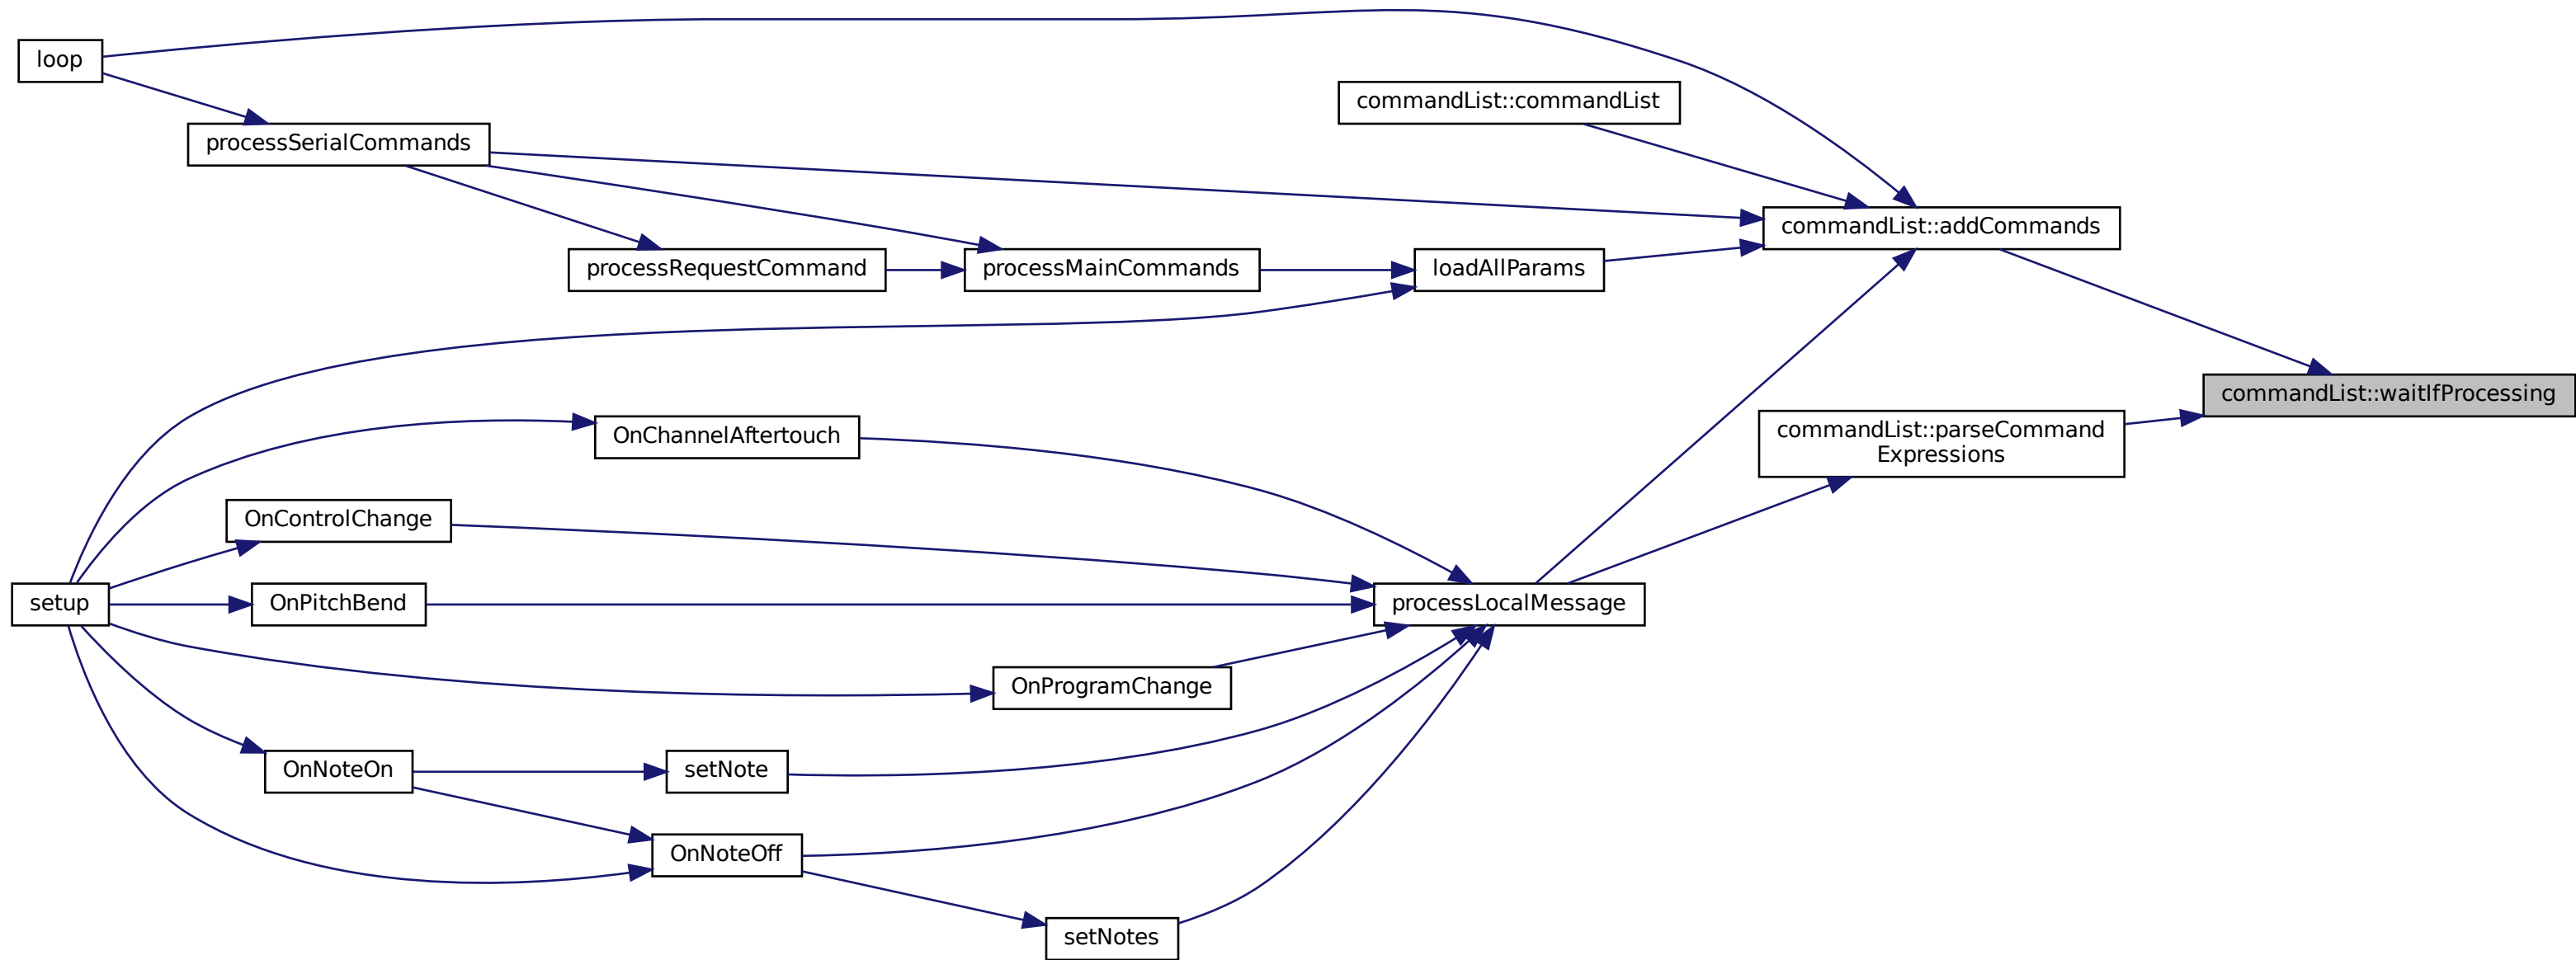 loop
commandList::commandList
processSerialCommands
commandList::addCommands
processRequestCommand
processMainCommands
loadAllParams
commandList::waitIfProcessing
OnChannelAftertouch
commandList::parseCommand
Expressions
OnControlChange
setup
OnPitchBend
processLocalMessage
OnProgramChange
OnNoteOn
setNote
OnNoteOff
setNotes